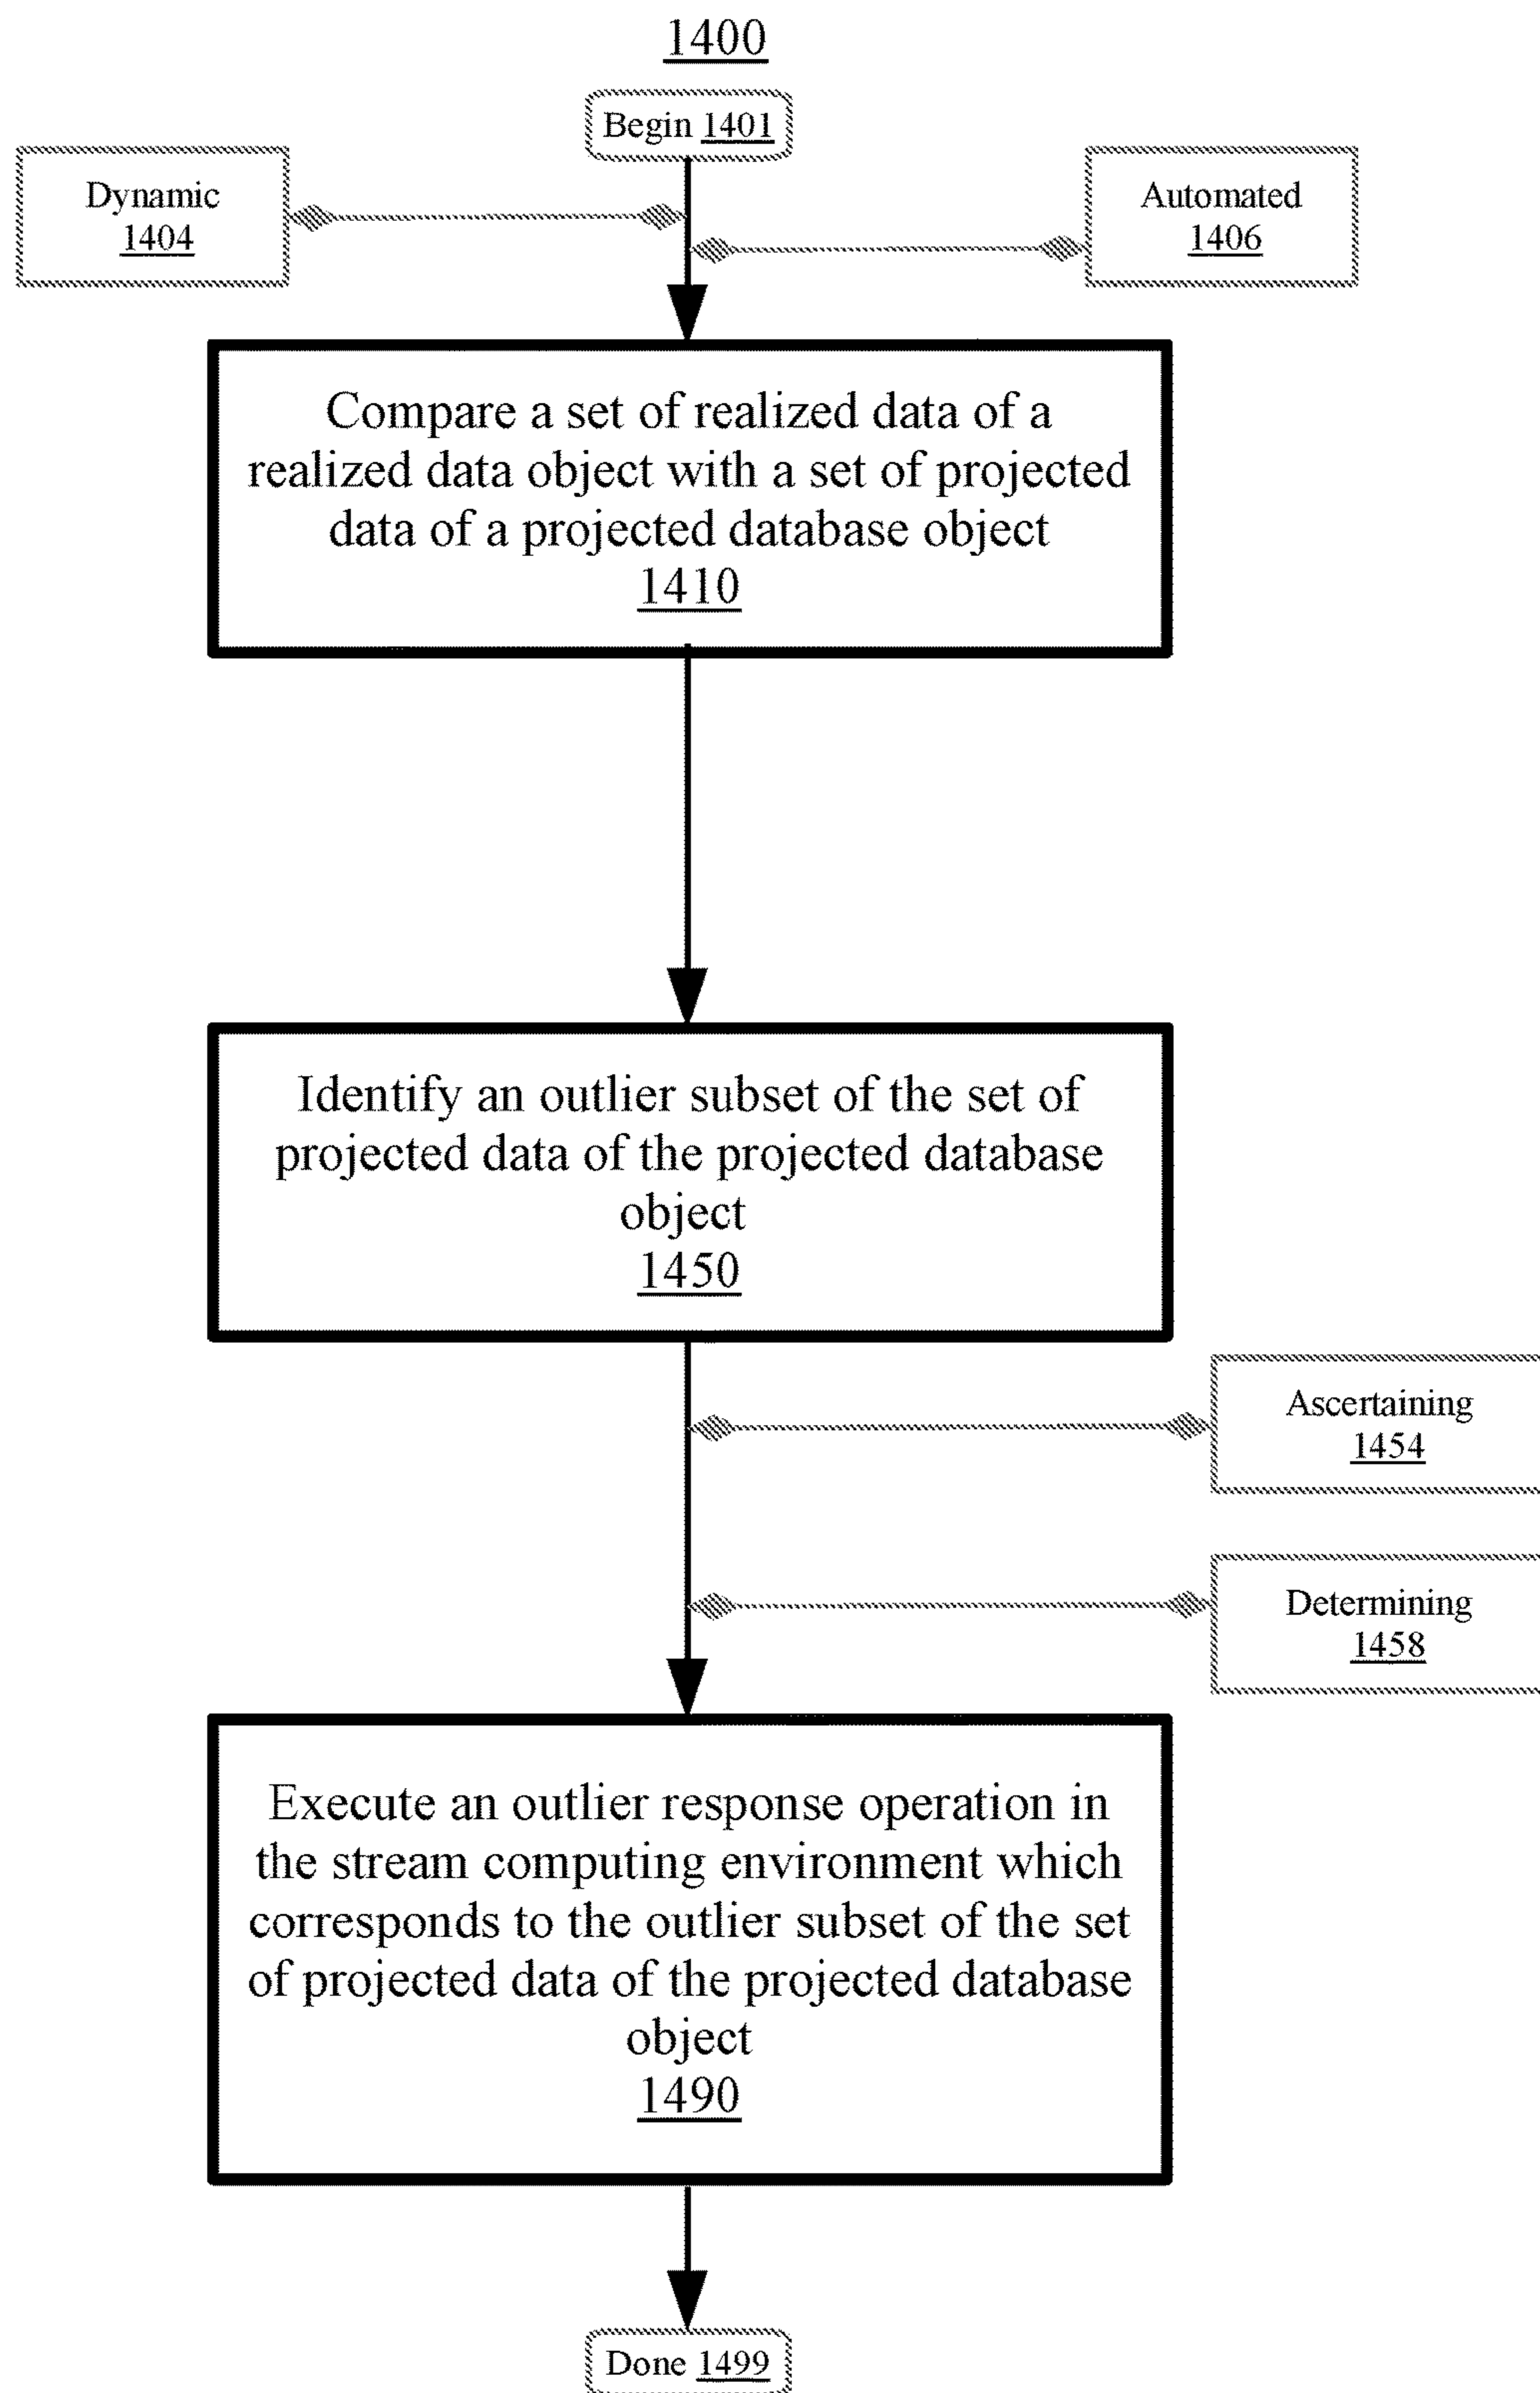 1400
Begin 1401
Dynamic
1404
Automated
1406
Compare a set of realized data of a
realized data object with a set of projected
data of a projected database object
1410
Identify an outlier subset of the set of
projected data of the projected database
object
1450
Ascertaining
1454
Determining
1458
Execute an outlier response operation in
the stream computing environment which
corresponds to the outlier subset of the set
of projected data of the projected database
object
1490
Done 1499